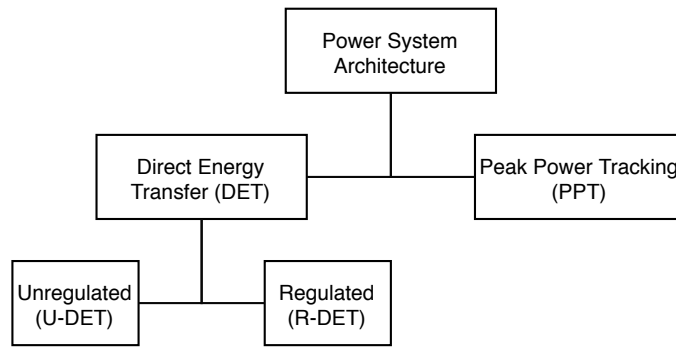 Power System
Architecture
Direct Energy
Transfer (DET)
Peak Power Tracking
(PPT)
Unregulated
(U-DET)
Regulated
(R-DET)